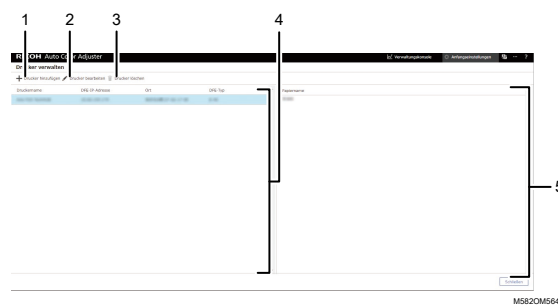 1 2 3 4
RICOH Auto Color Adjuster Verwaltungskonsole Anfangseinstellungen ?
Drucker verwalten
Drucker hinzufügen Drucker bearbeiten Drucker löschen
Druckername DFE-IP-Adresse Ort DFE-Typ Papiername
5
Schließen
M582OM564